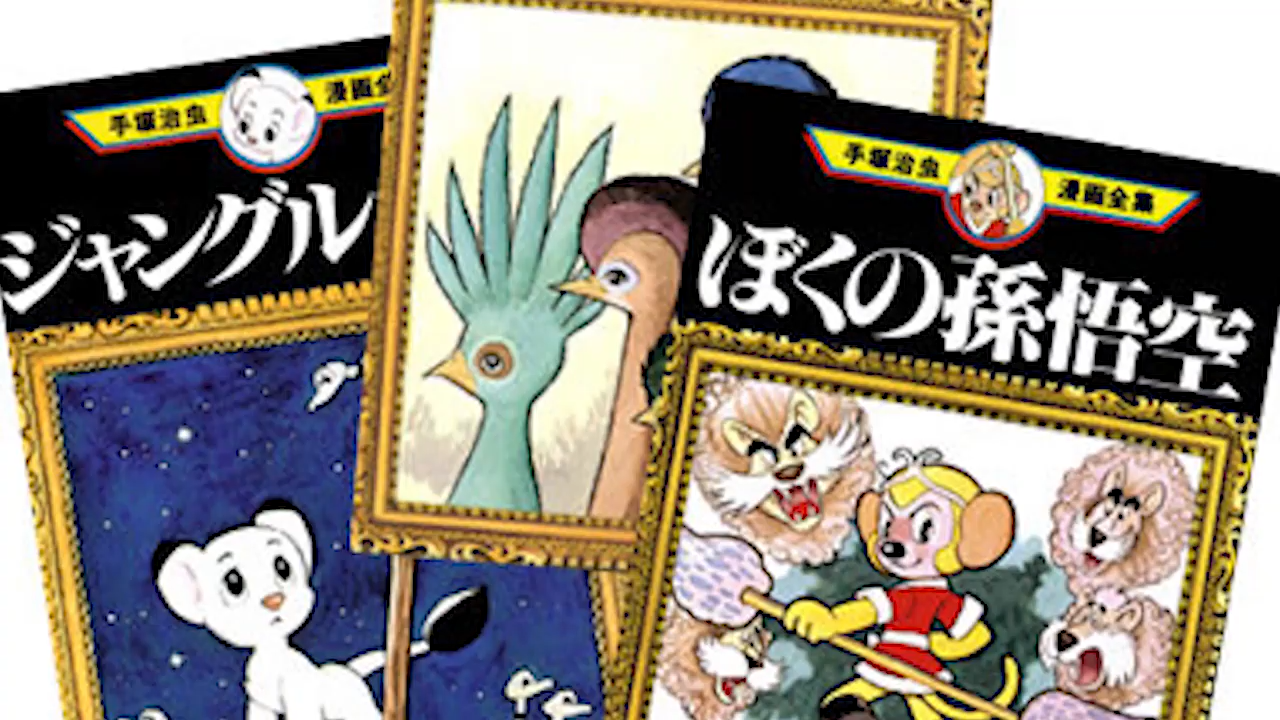 手塚治虫
漫画全
ジャングル
手塚治虫
漫画全集
ぼくの孫悟空